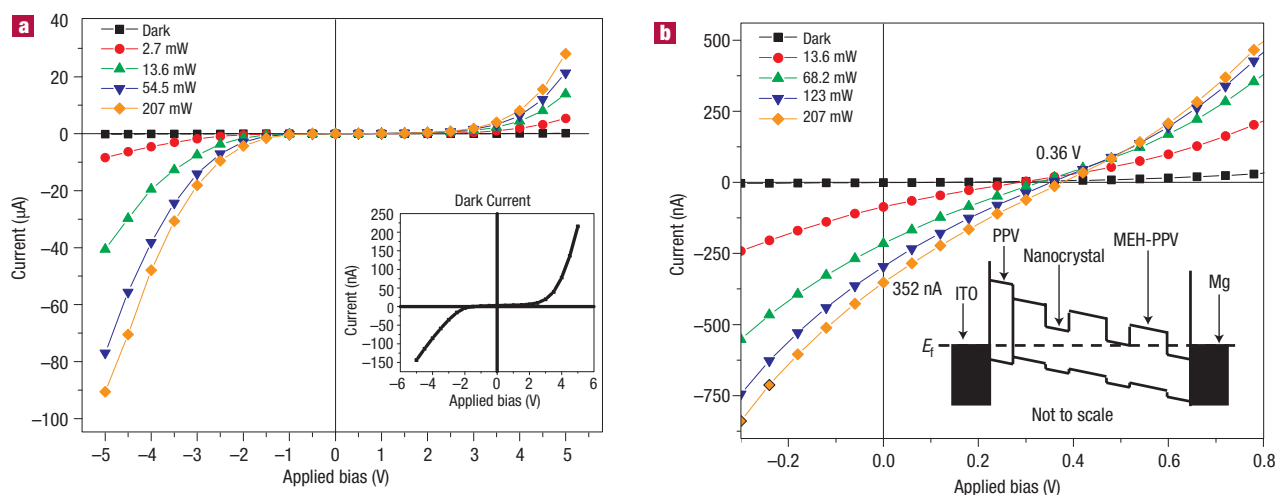 a
Dark
2.7 mW
13.6 mW
54.5 mW
207 mW
40
20
0
–20
–40
–60
–80
–100
Current (µA)
–5 –4 –3 –2 –1 0 1 2 3 4 5
Applied bias (V)
Dark Current
250
200
150
100
50
0
–50
–100
–150
Current (nA)
–6 –4 –2 0 2 4 6
Applied bias (V)
b
Dark
13.6 mW
68.2 mW
123 mW
207 mW
500
250
0
–250
–500
–750
Current (nA)
0.36 V
352 nA
PPV
Nanocrystal
MEH-PPV
ITO
Mg
Ef
Not to scale
–0.2 0.0 0.2 0.4 0.6 0.8
Applied bias (V)